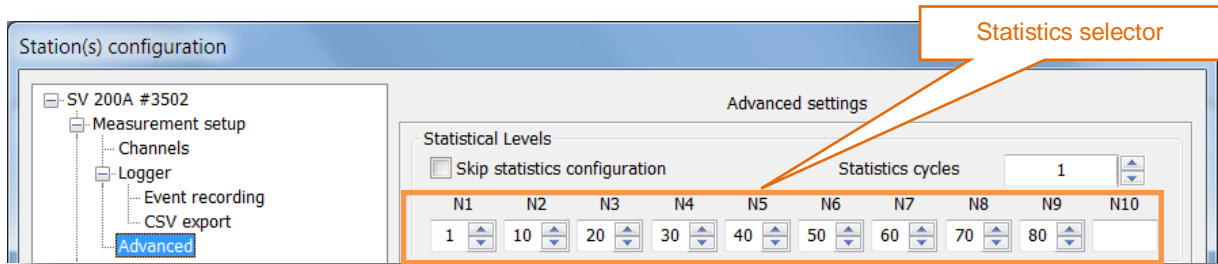 Statistics selector
Station(s) configuration
SV 200A #3502
Measurement setup
Channels
Logger
Event recording
CSV export
Advanced
Advanced settings
Statistical Levels
Skip statistics configuration
Statistics cycles 1
N1 N2 N3 N4 N5 N6 N7 N8 N9 N10
1 10 20 30 40 50 60 70 80